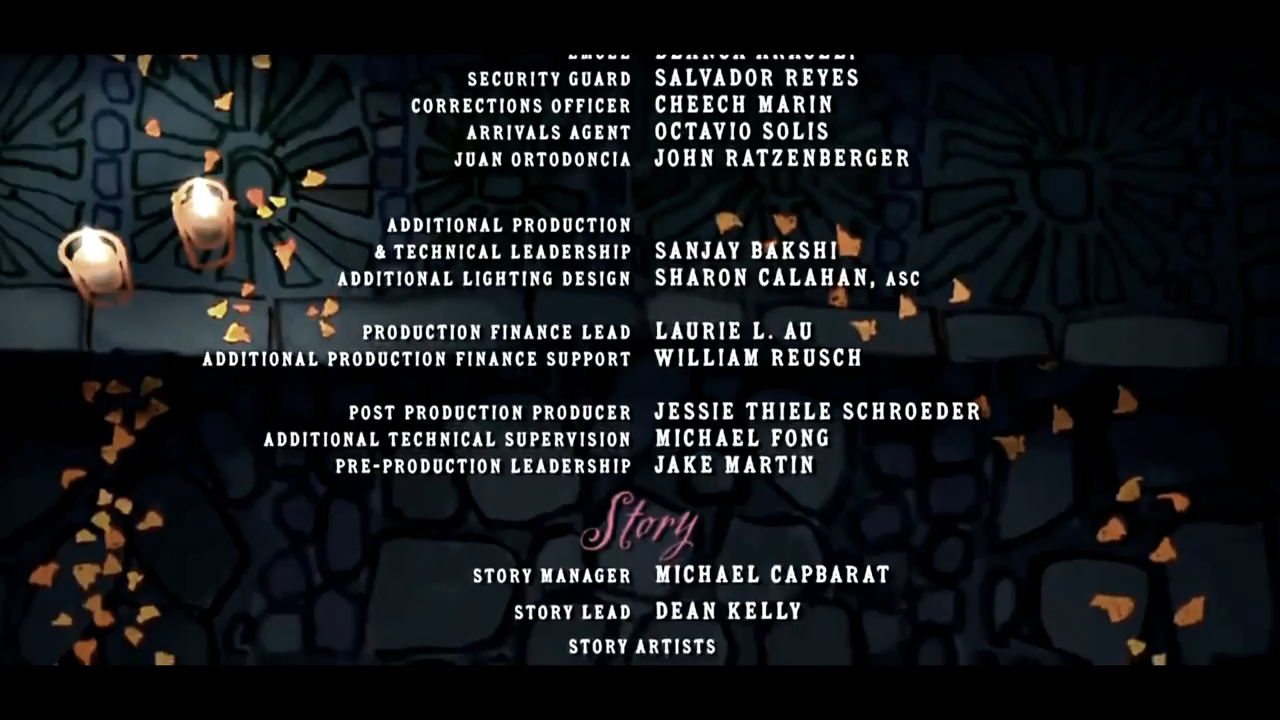 SECURITY GUARD SALVADOR REYES
CORRECTIONS OFFICER CHEECH MARIN
ARRIVALS AGENT OCTAVIO SOLIS
JUAN ORTODONCIA JOHN RATZENBERGER
ADDITIONAL PRODUCTION
& TECHNICAL LEADERSHIP SANJAY BAKSHI
ADDITIONAL LIGHTING DESIGN SHARON CALAHAN, ASC
PRODUCTION FINANCE LEAD LAURIE L. AU
ADDITIONAL PRODUCTION FINANCE SUPPORT WILLIAM REUSCH
POST PRODUCTION PRODUCER JESSIE THIELE SCHROEDER
ADDITIONAL TECHNICAL SUPERVISION MICHAEL FONG
PRE-PRODUCTION LEADERSHIP JAKE MARTIN
Story
STORY MANAGER MICHAEL CAPBARAT
STORY LEAD DEAN KELLY
STORY ARTISTS